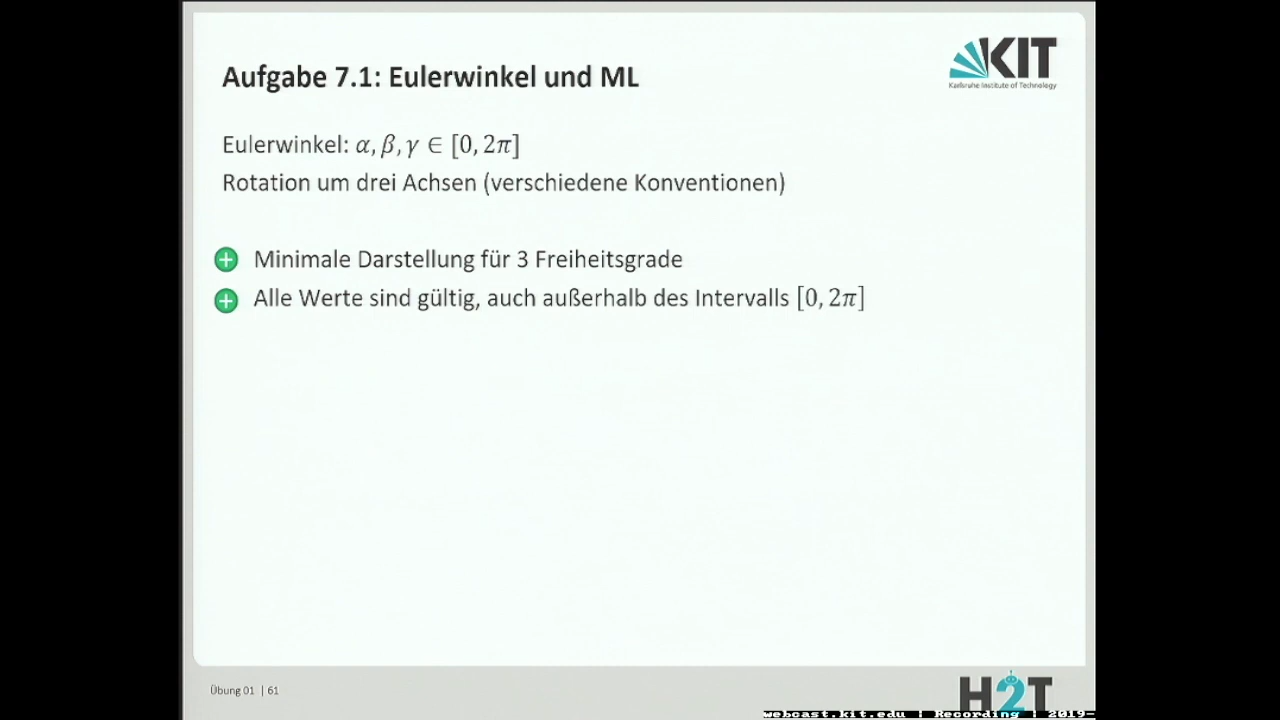 Aufgabe 7.1: Eulerwinkel und ML
KIT
Karlsruhe Institute of Technology
Eulerwinkel: α, β, γ ∈ [0, 2π]
Rotation um drei Achsen (verschiedene Konventionen)
Minimale Darstellung für 3 Freiheitsgrade
Alle Werte sind gültig, auch außerhalb des Intervalls [0, 2π]
Übung 01 | 61
H2T
webcast.kit.edu | Recording | 2019-